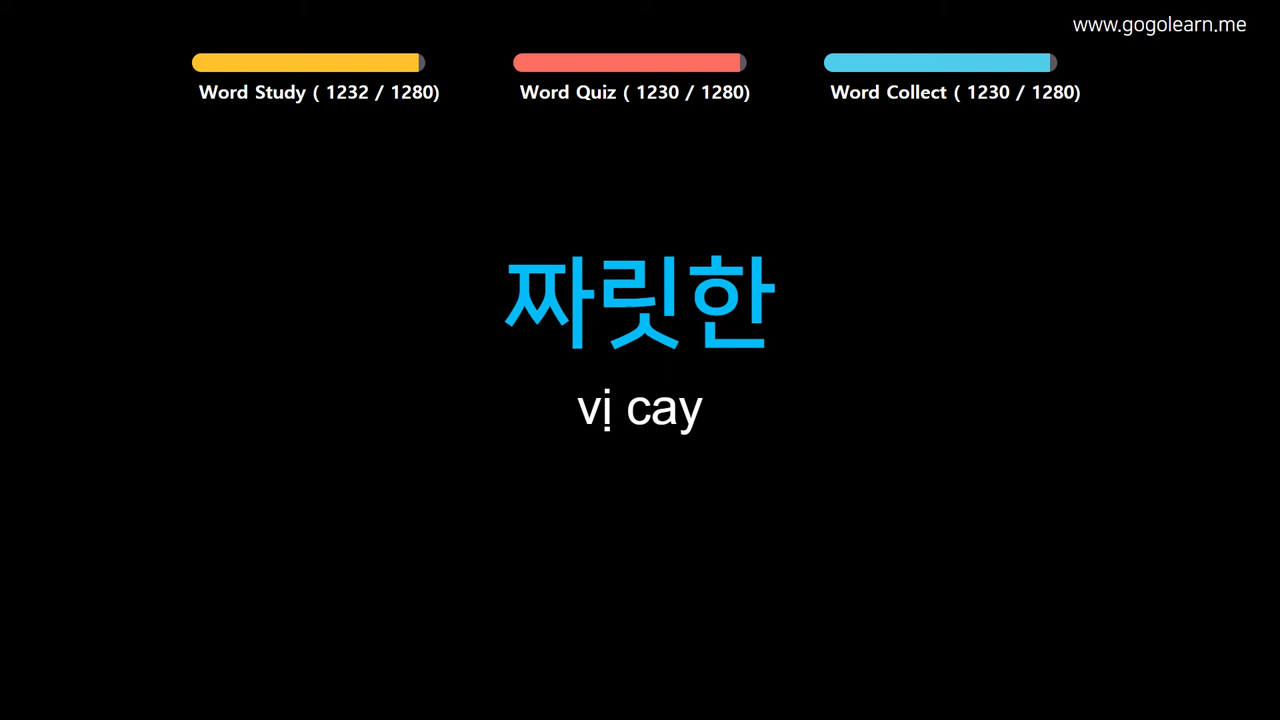 www.gogolearn.me
Word Study ( 1232 / 1280)
Word Quiz ( 1230 / 1280)
Word Collect ( 1230 / 1280)
짜릿한
vị cay